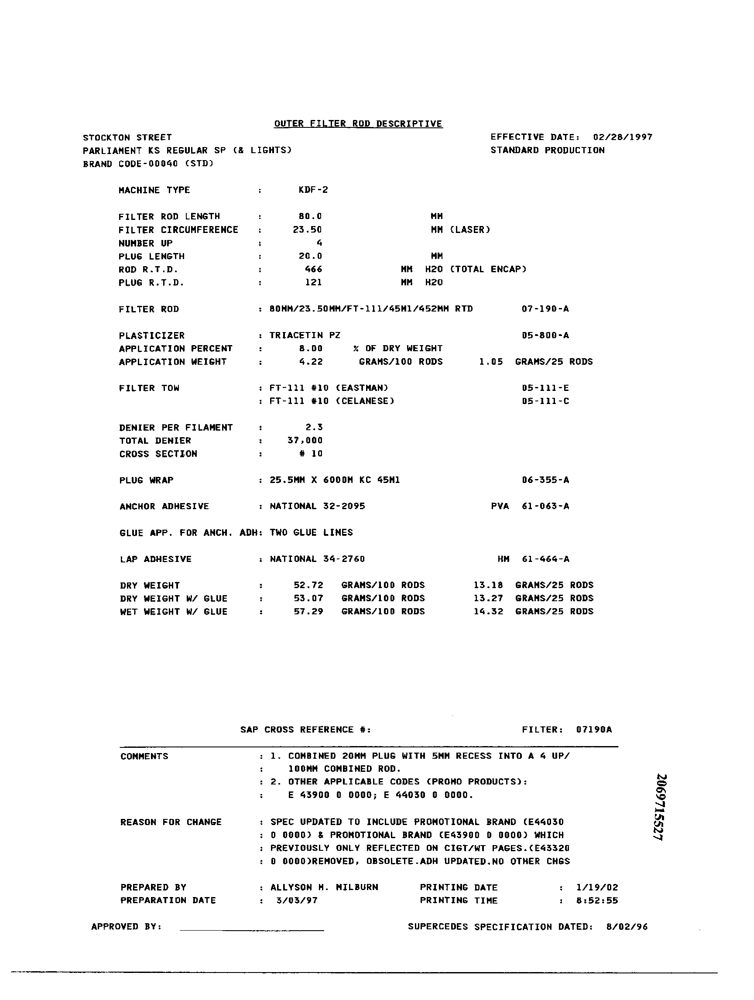 OUTER FILTER ROD DESCRIPTIVE
STOCKTON STREET EFFECTIVE DATE: 02/28/1997
PARLIAMENT KS REGULAR SP (& LIGHTS) STANDARD PRODUCTION
BRAND CODE-00040 (STD)
MACHINE TYPE : KDF-2
FILTER ROD LENGTH : 80.0 MM
FILTER CIRCUMFERENCE : 23.50 MM (LASER)
NUMBER UP : 4
PLUG LENGTH : 20.0 MM
ROD R.T.D. : 466 MM H2O (TOTAL ENCAP)
PLUG R.T.D. : 121 MM H2O
FILTER ROD : 80MM/23.50MM/FT-111/45M1/452MM RTD 07-190-A
PLASTICIZER : TRIACETIN PZ 05-800-A
APPLICATION PERCENT : 8.00 % OF DRY WEIGHT
APPLICATION WEIGHT : 4.22 GRAMS/100 RODS 1.05 GRAMS/25 RODS
FILTER TOW : FT-111 #10 (EASTMAN) 05-111-E
: FT-111 #10 (CELANESE) 05-111-C
DENIER PER FILAMENT : 2.3
TOTAL DENIER : 37,000
CROSS SECTION : # 10
PLUG WRAP : 25.5MM X 6000M KC 45M1 06-355-A
ANCHOR ADHESIVE : NATIONAL 32-2095 PVA 61-063-A
GLUE APP. FOR ANCH. ADH: TWO GLUE LINES
LAP ADHESIVE : NATIONAL 34-2760 HM 61-464-A
DRY WEIGHT : 52.72 GRAMS/100 RODS 13.18 GRAMS/25 RODS
DRY WEIGHT W/ GLUE : 53.07 GRAMS/100 RODS 13.27 GRAMS/25 RODS
WET WEIGHT W/ GLUE : 57.29 GRAMS/100 RODS 14.32 GRAMS/25 RODS
SAP CROSS REFERENCE #: FILTER: 07190A
COMMENTS : 1. COMBINED 20MM PLUG WITH 5MM RECESS INTO A 4 UP/
: 100MM COMBINED ROD.
: 2. OTHER APPLICABLE CODES (PROMO PRODUCTS):
: E 43900 0 0000; E 44030 0 0000.
REASON FOR CHANGE : SPEC UPDATED TO INCLUDE PROMOTIONAL BRAND (E44030
: 0 0000) & PROMOTIONAL BRAND (E43900 0 0000) WHICH
: PREVIOUSLY ONLY REFLECTED ON CIGT/WT PAGES.(E43320
: 0 0000)REMOVED, OBSOLETE.ADH UPDATED.NO OTHER CHGS
PREPARED BY : ALLYSON M. MILBURN PRINTING DATE : 1/19/02
PREPARATION DATE : 3/03/97 PRINTING TIME : 8:52:55
APPROVED BY: SUPERCEDES SPECIFICATION DATED: 8/02/96
2069715527